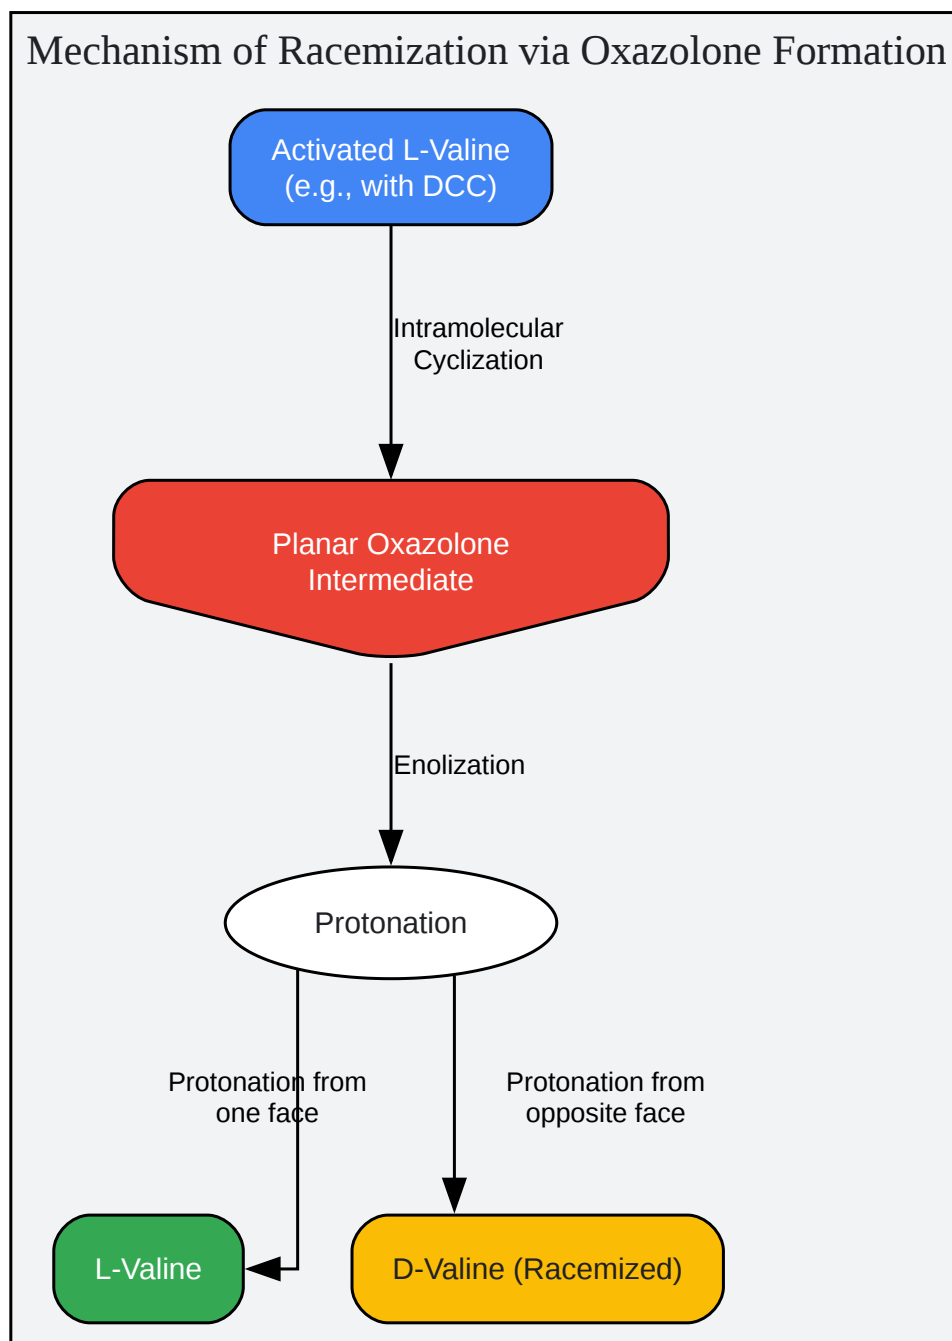 Mechanism of Racemization via Oxazolone Formation
Activated L-Valine
(e.g., with DCC)
Intramolecular
Cyclization
Planar Oxazolone
Intermediate
Enolization
Protonation
Protonation from
one face
Protonation from
opposite face
L-Valine
D-Valine (Racemized)